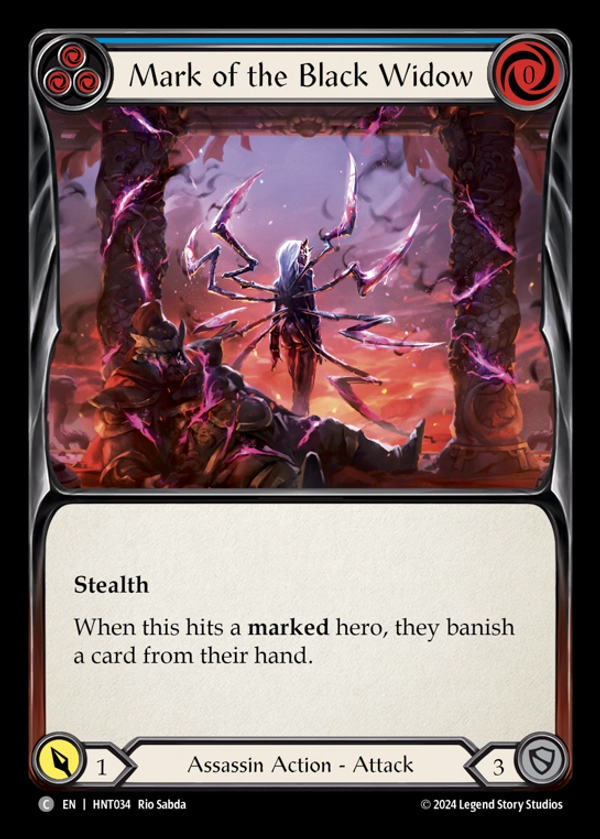 Mark of the Black Widow
0
Stealth
When this hits a marked hero, they banish
a card from their hand.
1
Assassin Action - Attack
3
C EN | HNT034 Rio Sabda
© 2024 Legend Story Studios